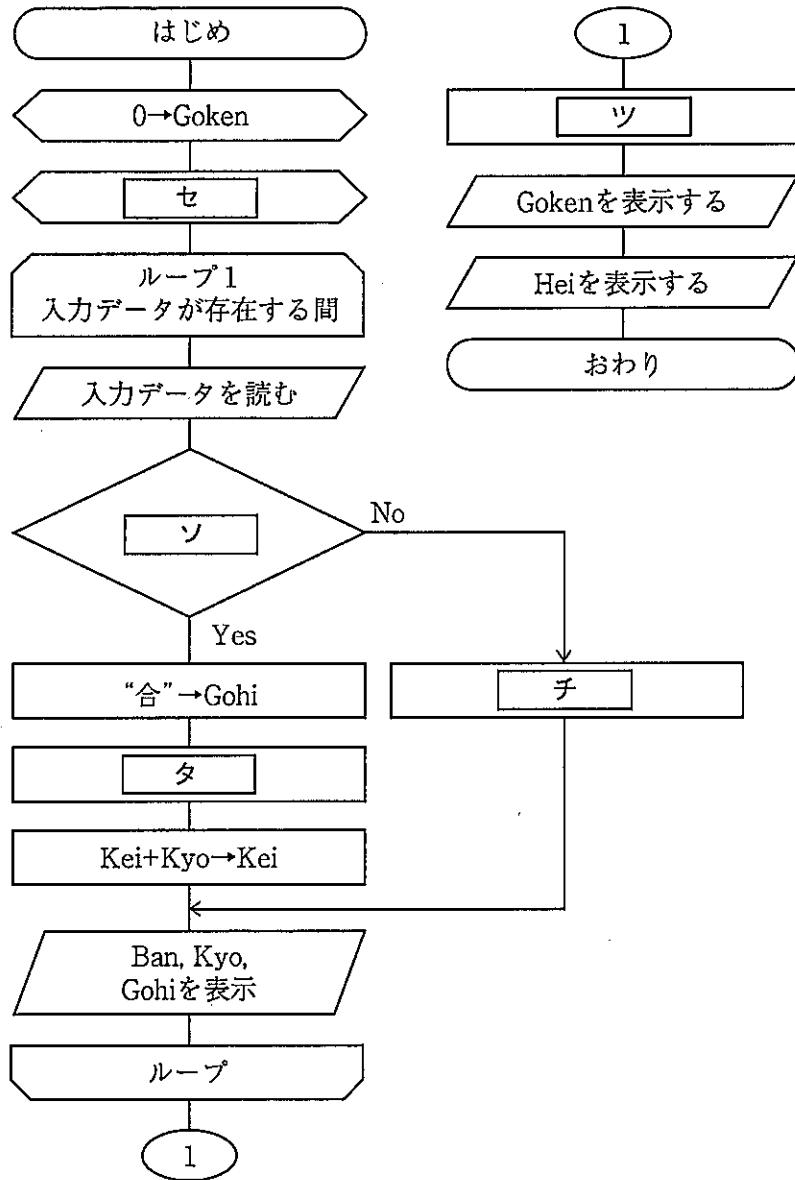 はじめ
0→Goken
セ
ループ1
入力データが存在する間
入力データを読む
ソ
No
Yes
“合”→Gohi
チ
タ
Kei+Kyo→Kei
Ban, Kyo,
Gohiを表示
ループ
1
1
ツ
Gokenを表示する
Heiを表示する
おわり